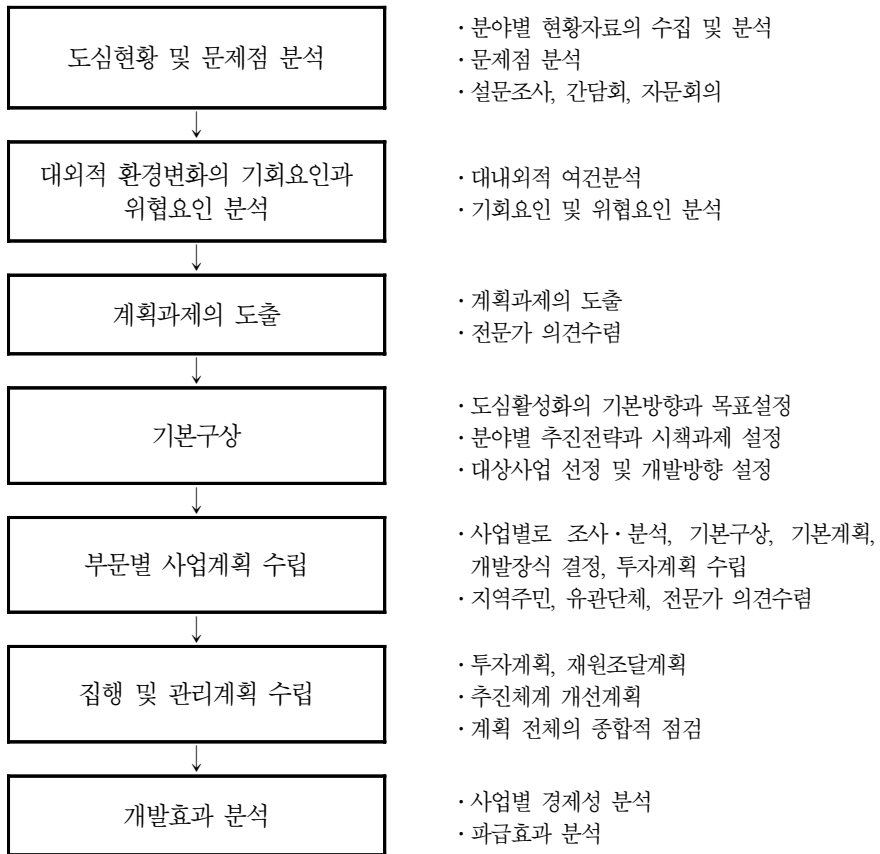 도심현황 및 문제점 분석
·분야별 현황자료의 수집 및 분석
·문제점 분석
·설문조사, 간담회, 자문회의
↓
대외적 환경변화의 기회요인과
위협요인 분석
·대내외적 여건분석
·기회요인 및 위협요인 분석
↓
계획과제의 도출
·계획과제의 도출
·전문가 의견수렴
↓
기본구상
·도심활성화의 기본방향과 목표설정
·분야별 추진전략과 시책과제 설정
·대상사업 선정 및 개발방향 설정
↓
부문별 사업계획 수립
·사업별로 조사·분석, 기본구상, 기본계획,
개발장식 결정, 투자계획 수립
·지역주민, 유관단체, 전문가 의견수렴
↓
집행 및 관리계획 수립
·투자계획, 재원조달계획
·추진체계 개선계획
·계획 전체의 종합적 점검
↓
개발효과 분석
·사업별 경제성 분석
·파급효과 분석